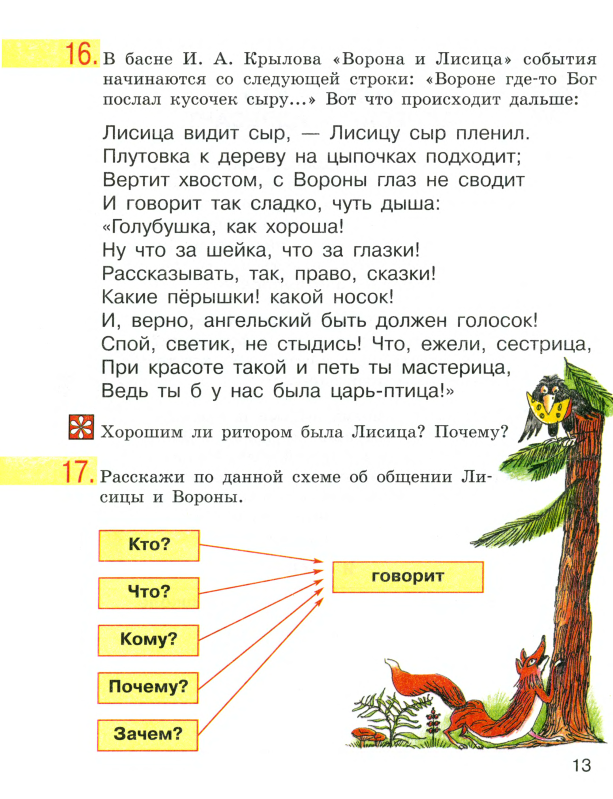 16. В басне И. А. Крылова «Ворона и Лисица» события
начинаются со следующей строки: «Вороне где-то Бог
послал кусочек сыру...» Вот что происходит дальше:
Лисица видит сыр, — Лисицу сыр пленил.
Плутовка к дереву на цыпочках подходит;
Вертит хвостом, с Вороны глаз не сводит
И говорит так сладко, чуть дыша:
«Голубушка, как хороша!
Ну что за шейка, что за глазки!
Рассказывать, так, право, сказки!
Какие пёрышки! какой носок!
И, верно, ангельский быть должен голосок!
Спой, светик, не стыдись! Что, ежели, сестрица,
При красоте такой и петь ты мастерица,
Ведь ты б у нас была царь-птица!»
Хорошим ли ритором была Лисица? Почему?
17. Расскажи по данной схеме об общении Ли-
сицы и Вороны.
Кто?
говорит
Что?
Кому?
Почему?
Зачем?
13